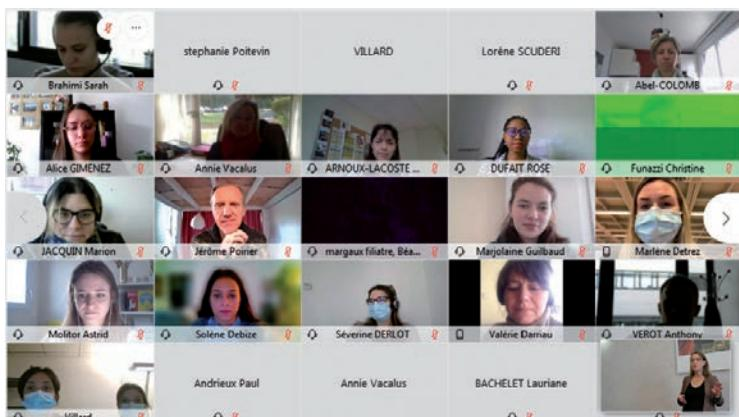 Brahimi Sarah
stephanie Poitevin
VILLARD
Lorène SCUDERI
Abel-COLOMB
Alice GIMENEZ
Annie Vacalus
ARNOUX-LACOSTE ...
DUFAIT ROSE
Funazzi Christine
JACQUIN Marion
Jérôme Poirier
margaux filiatre, Béa...
Marjolaine Guilbaud
Marlène Detrez
Molitor Astrid
Solène Debize
Séverine DERLOT
Valérie Darriau
VEROT Anthony
Villard
Andrieux Paul
Annie Vacalus
BACHELET Lauriane